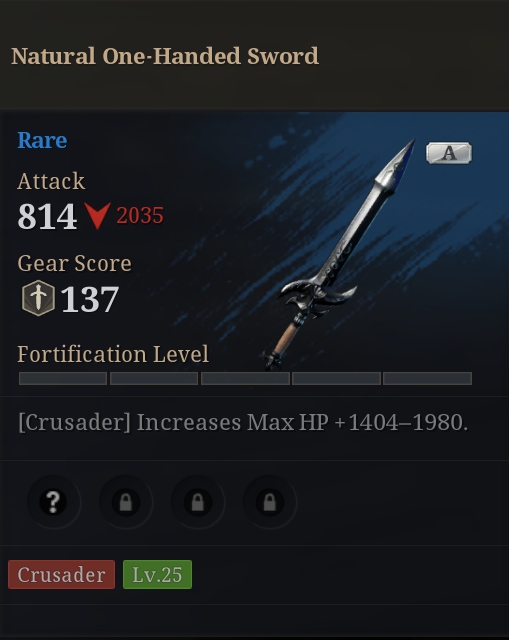 Natural One-Handed Sword
Rare
A
Attack
814 2035
Gear Score
137
Fortification Level
[Crusader] Increases Max HP +1404–1980.
?
Crusader Lv.25